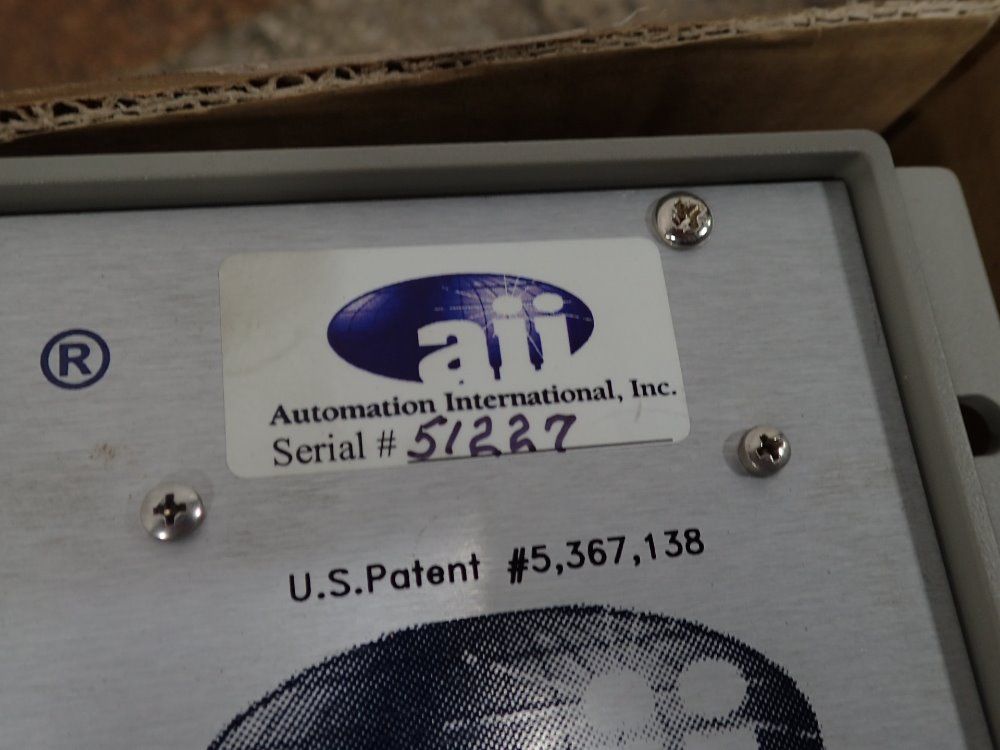 ®
aii
Automation International, Inc.
Serial # 51227
U.S. Patent #5,367,138